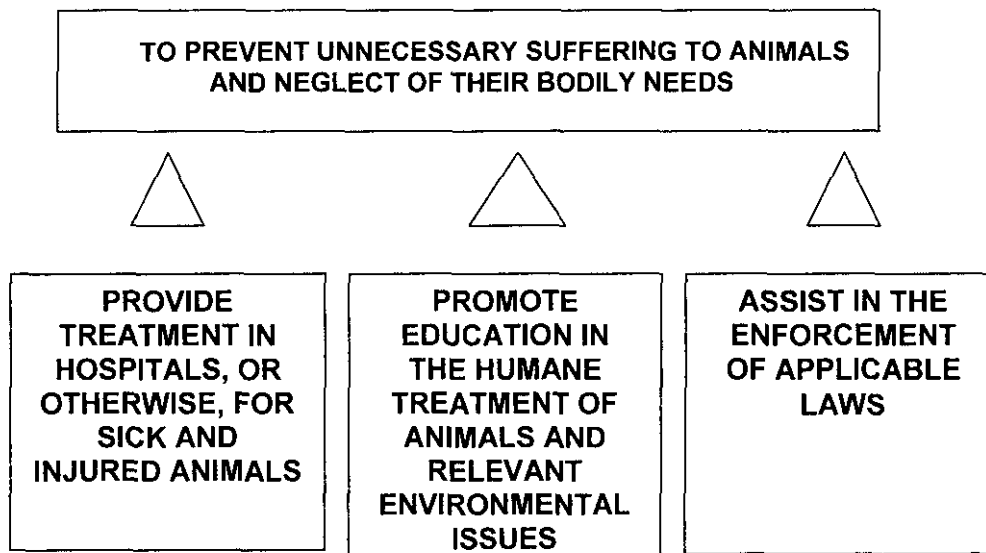 TO PREVENT UNNECESSARY SUFFERING TO ANIMALS
AND NEGLECT OF THEIR BODILY NEEDS
PROVIDE
TREATMENT IN
HOSPITALS, OR
OTHERWISE, FOR
SICK AND
INJURED ANIMALS
PROMOTE
EDUCATION IN
THE HUMANE
TREATMENT OF
ANIMALS AND
RELEVANT
ENVIRONMENTAL
ISSUES
ASSIST IN THE
ENFORCEMENT
OF APPLICABLE
LAWS